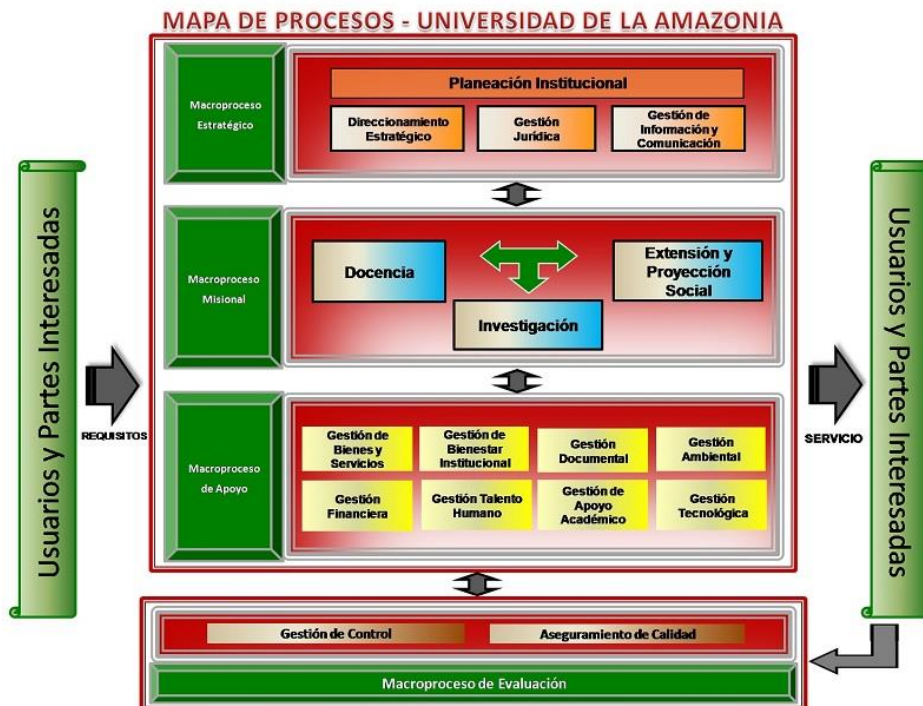 MAPA DE PROCESOS - UNIVERSIDAD DE LA AMAZONIA
Usuarios y Partes Interesadas
REQUISITOS
Macroproceso
Estratégico
Planeación Institucional
Direccionamiento
Estratégico
Gestión
Jurídica
Gestión de
Información y
Comunicación
Macroproceso
Misional
Docencia
Extensión y
Proyección
Social
Investigación
Macroproceso
de Apoyo
Gestión de
Bienes y
Servicios
Gestión de
Bienestar
Institucional
Gestión
Documental
Gestión
Ambiental
Gestión
Financiera
Gestión Talento
Humano
Gestión de
Apoyo
Académico
Gestión
Tecnológica
SERVICIO
Usuarios y Partes Interesadas
Gestión de Control
Aseguramiento de Calidad
Macroproceso de Evaluación